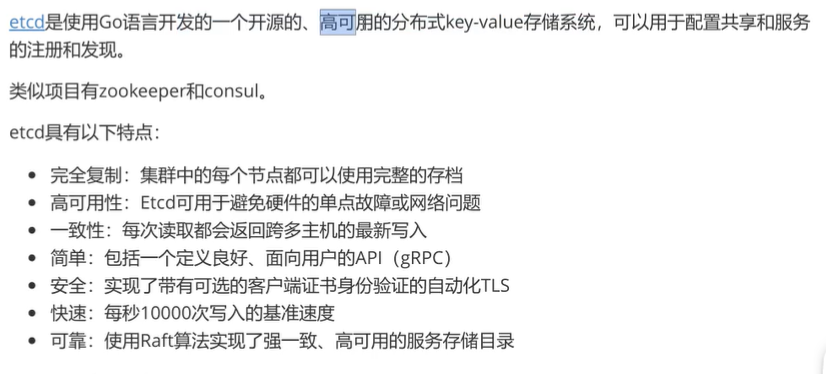 etcd是使用Go语言开发的一个开源的、高可用的分布式key-value存储系统，可以用于配置共享和服务
的注册和发现。
类似项目有zookeeper和consul。
etcd具有以下特点：
• 完全复制：集群中的每个节点都可以使用完整的存档
• 高可用性：Etcd可用于避免硬件的单点故障或网络问题
• 一致性：每次读取都会返回跨多主机的最新写入
• 简单：包括一个定义良好、面向用户的API（gRPC）
• 安全：实现了带有可选的客户端证书身份验证的自动化TLS
• 快速：每秒10000次写入的基准速度
• 可靠：使用Raft算法实现了强一致、高可用的服务存储目录